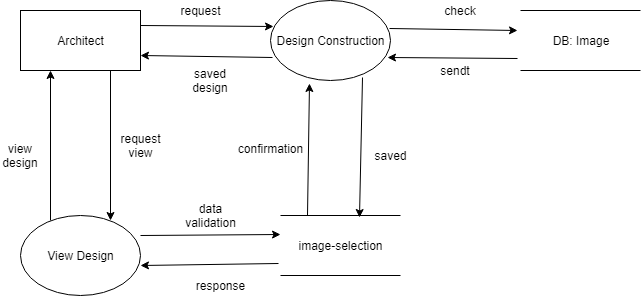 request
check
Architect
Design Construction
DB: Image
saved
design
sendt
view
design
request
view
confirmation
saved
data
validation
View Design
image-selection
response